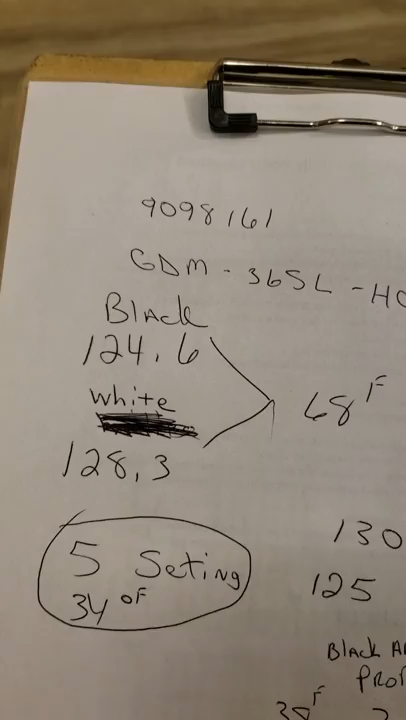 9098161
GDM - 365L - HC
Black
124.6
white
68 F
128.3
5 Seting
34 °F
130
125
Black